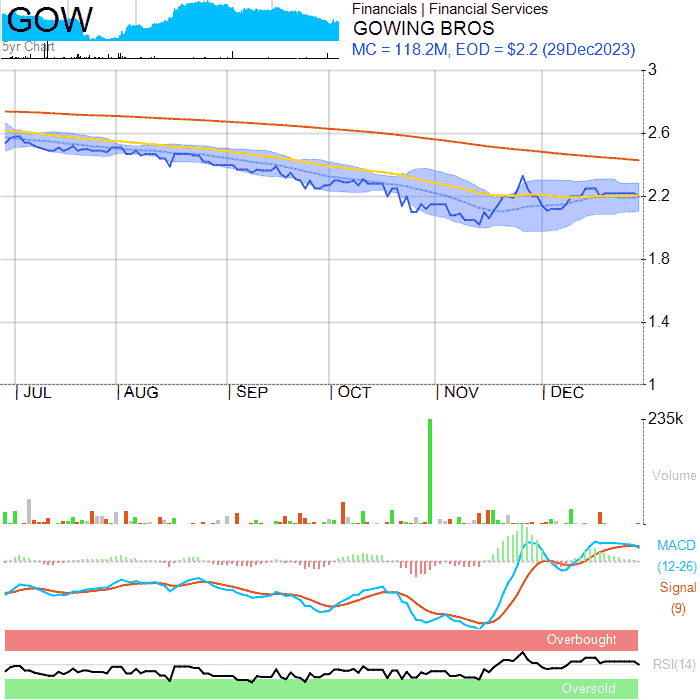 GOW
5yr Chart
Financials | Financial Services
GOWING BROS
MC = 118.2M, EOD = $2.2 (29Dec2023)
3
2.6
2.2
1.8
1.4
1
JUL AUG SEP OCT NOV DEC
235k
Volume
MACD
(12-26)
Signal
(9)
Overbought
RSI(14)
Oversold